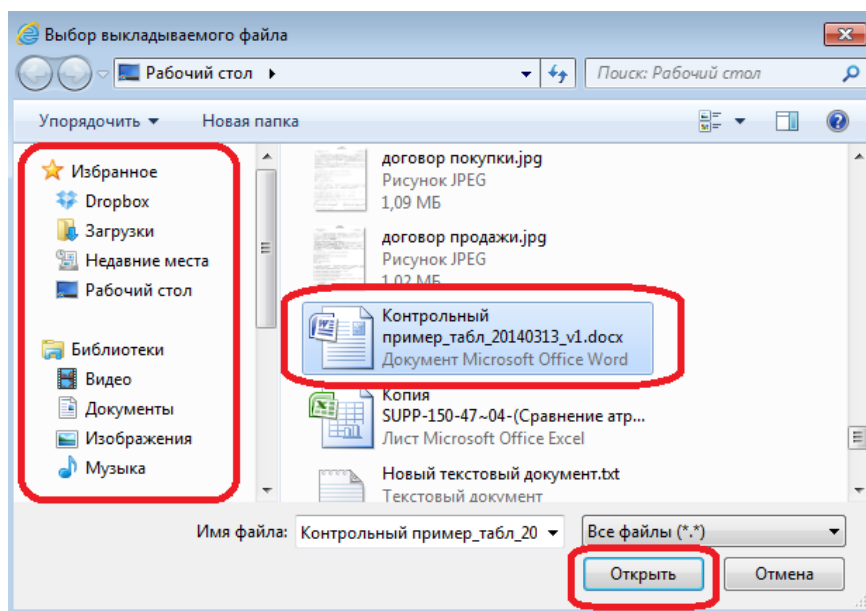 Выбор выкладываемого файла
Рабочий стол
Поиск: Рабочий стол
Упорядочить
Новая папка
Избранное
Dropbox
Загрузки
Недавние места
Рабочий стол
Библиотеки
Видео
Документы
Изображения
Музыка
договор покупки.jpg
Рисунок JPEG
1,09 МБ
договор продажи.jpg
Рисунок JPEG
1,02 МБ
Контрольный
пример_табл_20140313_v1.docx
Документ Microsoft Office Word
Копия
SUPP-150-47~04-(Сравнение атр...
Лист Microsoft Office Excel
Новый текстовый документ.txt
Текстовый документ
Имя файла:
Контрольный пример_табл_20
Все файлы (*.*)
Открыть
Отмена